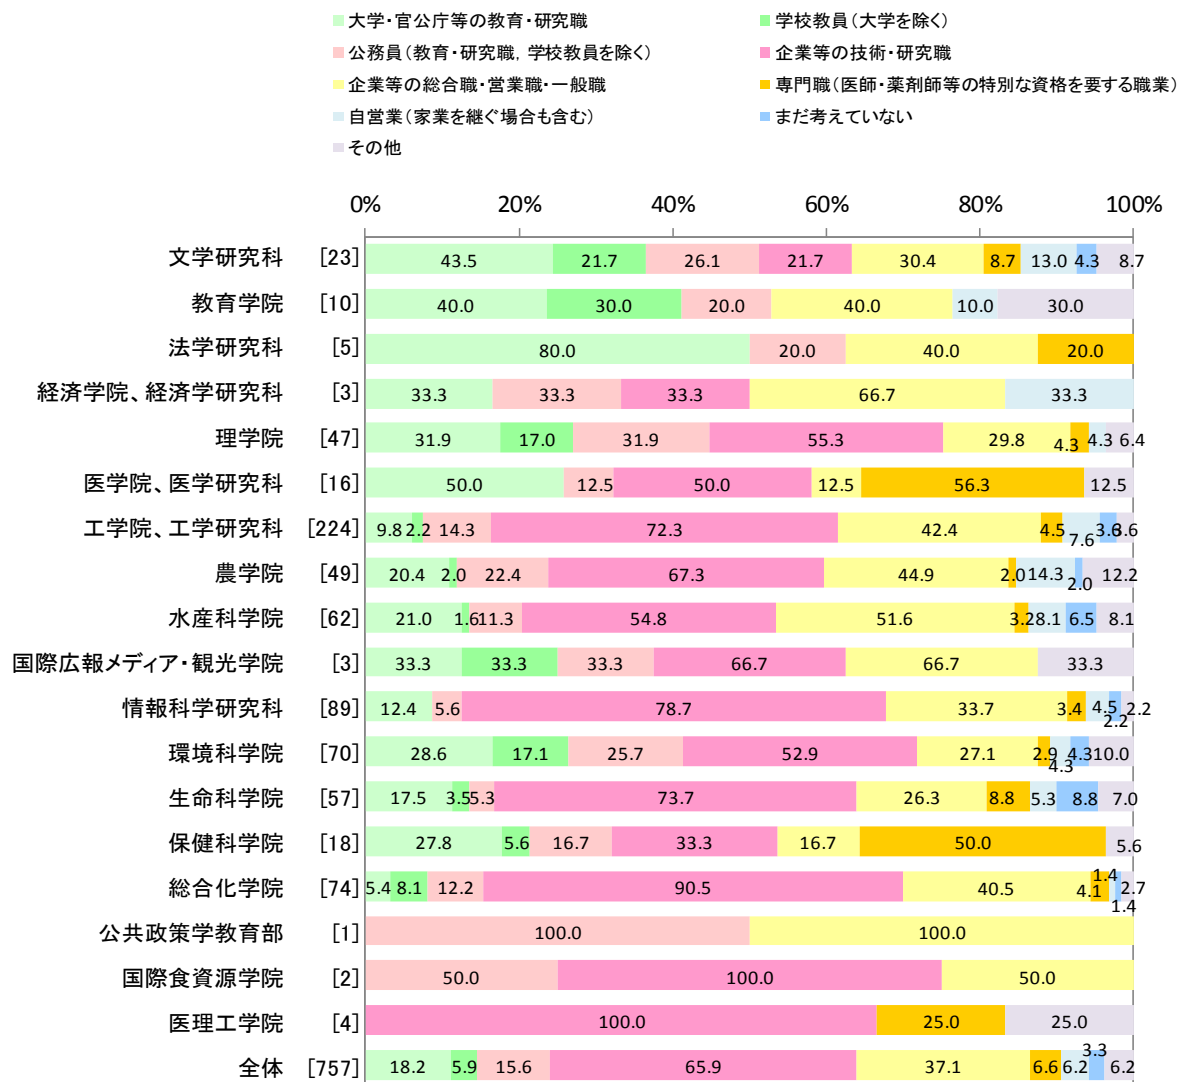 大学・官公庁等の教育・研究職 学校教員（大学を除く）
公務員（教育・研究職，学校教員を除く） 企業等の技術・研究職
企業等の総合職・営業職・一般職 専門職（医師・薬剤師等の特別な資格を要する職業）
自営業（家業を継ぐ場合も含む） まだ考えていない
その他
0% 20% 40% 60% 80% 100%
文学研究科 [23] 43.5 21.7 26.1 21.7 30.4 8.7 13.0 4.3 8.7
教育学院 [10] 40.0 30.0 20.0 40.0 10.0 30.0
法学研究科 [5] 80.0 20.0 40.0 20.0
経済学院、経済学研究科 [3] 33.3 33.3 33.3 66.7 33.3
理学院 [47] 31.9 17.0 31.9 55.3 29.8 4.3 4.3 6.4
医学院、医学研究科 [16] 50.0 12.5 50.0 12.5 56.3 12.5
工学院、工学研究科 [224] 9.8 2.2 14.3 72.3 42.4 4.5 7.6 3.6 3.6
農学院 [49] 20.4 2.0 22.4 67.3 44.9 2.0 14.3 2.0 12.2
水産科学院 [62] 21.0 1.6 11.3 54.8 51.6 3.2 8.1 6.5 8.1
国際広報メディア・観光学院 [3] 33.3 33.3 33.3 66.7 66.7 33.3
情報科学研究科 [89] 12.4 5.6 78.7 33.7 3.4 4.5 2.2 2.2
環境科学院 [70] 28.6 17.1 25.7 52.9 27.1 2.9 4.3 4.3 10.0
生命科学院 [57] 17.5 3.5 5.3 73.7 26.3 8.8 5.3 8.8 7.0
保健科学院 [18] 27.8 5.6 16.7 33.3 16.7 50.0 5.6
総合化学院 [74] 5.4 8.1 12.2 90.5 40.5 4.1 1.4 1.4 2.7
公共政策学教育部 [1] 100.0 100.0
国際食資源学院 [2] 50.0 100.0 50.0
医理工学院 [4] 100.0 25.0 25.0
全体 [757] 18.2 5.9 15.6 65.9 37.1 6.6 6.2 3.3 6.2